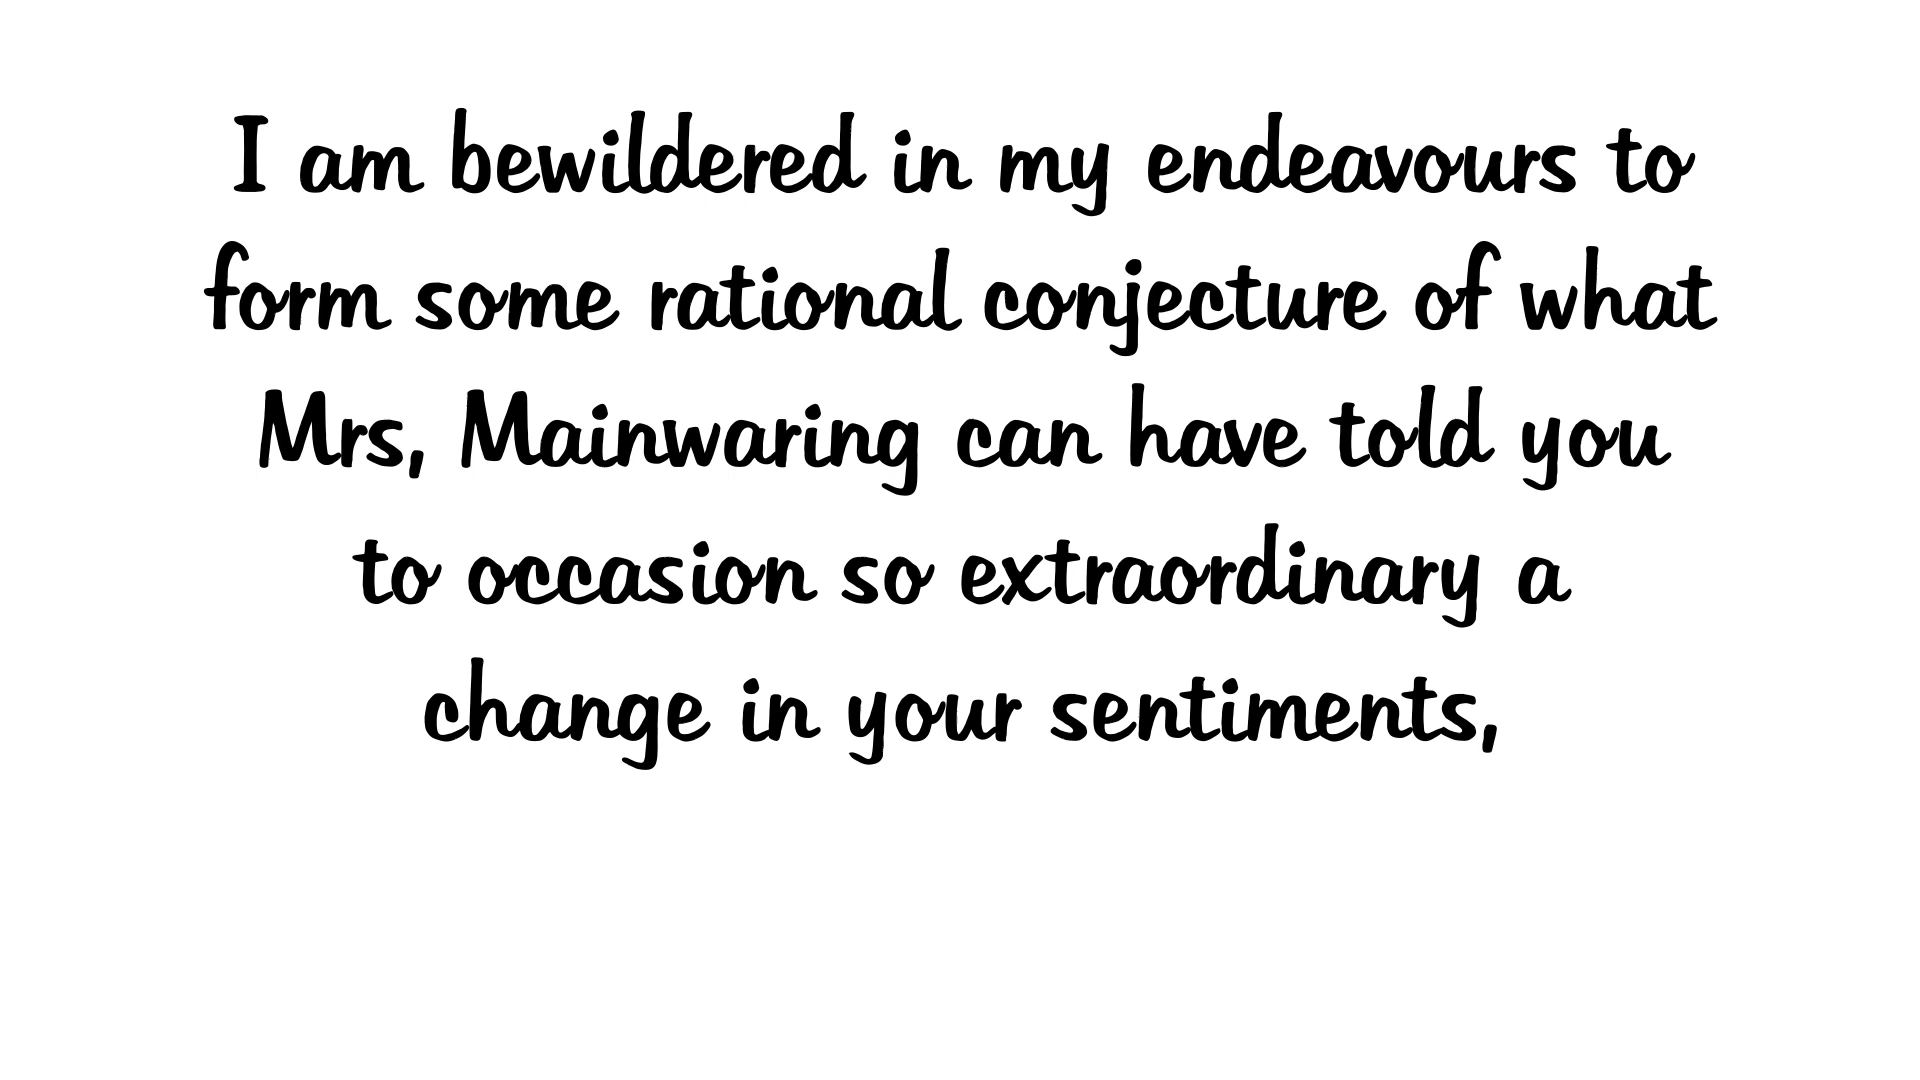 I am bewildered in my endeavours to
form some rational conjecture of what
Mrs, Mainwaring can have told you
to occasion so extraordinary a
change in your sentiments,